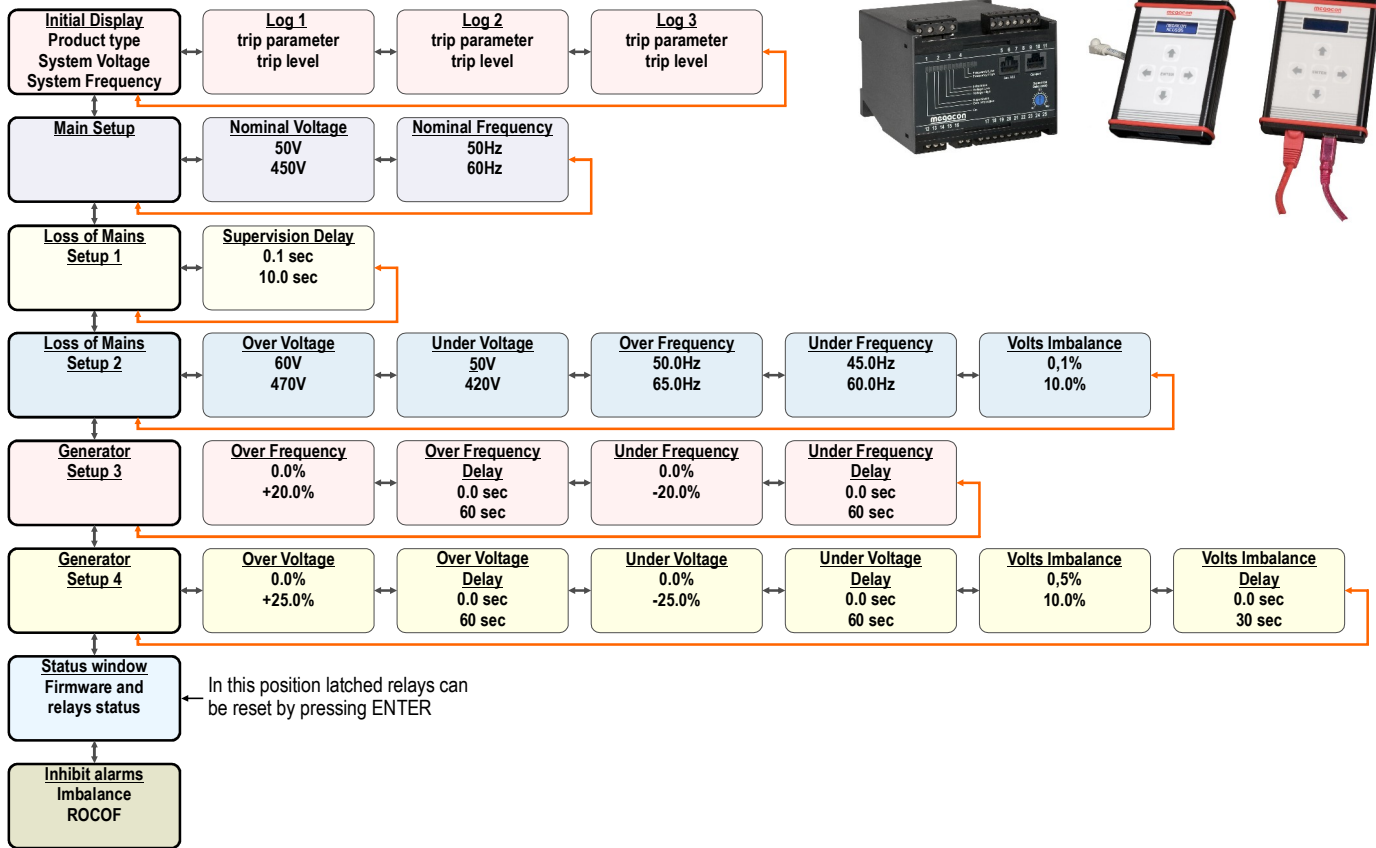 Initial Display
Product type
System Voltage
System Frequency
Log 1
trip parameter
trip level
Log 2
trip parameter
trip level
Log 3
trip parameter
trip level
megacon
megacon
megacon
ENTER
ENTER
Main Setup
Nominal Voltage
50V
450V
Nominal Frequency
50Hz
60Hz
Loss of Mains
Setup 1
Supervision Delay
0.1 sec
10.0 sec
Loss of Mains
Setup 2
Over Voltage
60V
470V
Under Voltage
50V
420V
Over Frequency
50.0Hz
65.0Hz
Under Frequency
45.0Hz
60.0Hz
Volts Imbalance
0,1%
10.0%
Generator
Setup 3
Over Frequency
0.0%
+20.0%
Over Frequency
Delay
0.0 sec
60 sec
Under Frequency
0.0%
-20.0%
Under Frequency
Delay
0.0 sec
60 sec
Generator
Setup 4
Over Voltage
0.0%
+25.0%
Over Voltage
Delay
0.0 sec
60 sec
Under Voltage
0.0%
-25.0%
Under Voltage
Delay
0.0 sec
60 sec
Volts Imbalance
0,5%
10.0%
Volts Imbalance
Delay
0.0 sec
30 sec
Status window
Firmware and
relays status
In this position latched relays can
be reset by pressing ENTER
Inhibit alarms
Imbalance
ROCOF